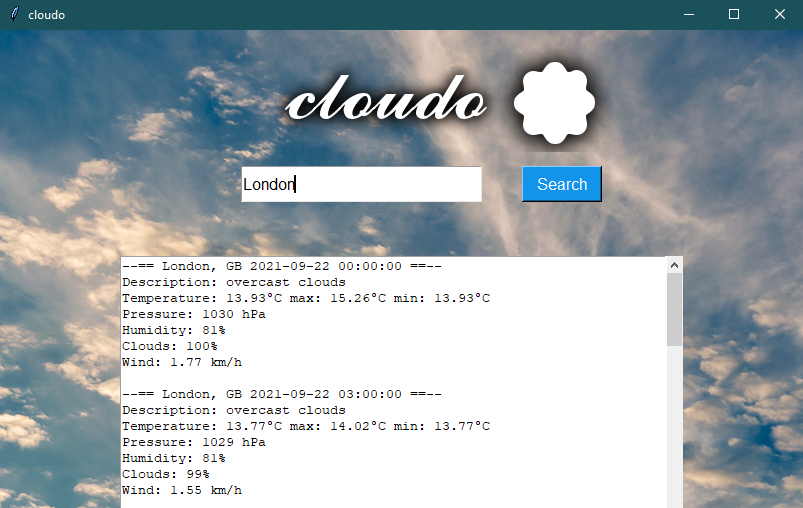 cloudo
cloudo
London
Search
--== London, GB 2021-09-22 00:00:00 ==--
Description: overcast clouds
Temperature: 13.93°C max: 15.26°C min: 13.93°C
Pressure: 1030 hPa
Humidity: 81%
Clouds: 100%
Wind: 1.77 km/h
--== London, GB 2021-09-22 03:00:00 ==--
Description: overcast clouds
Temperature: 13.77°C max: 14.02°C min: 13.77°C
Pressure: 1029 hPa
Humidity: 81%
Clouds: 99%
Wind: 1.55 km/h